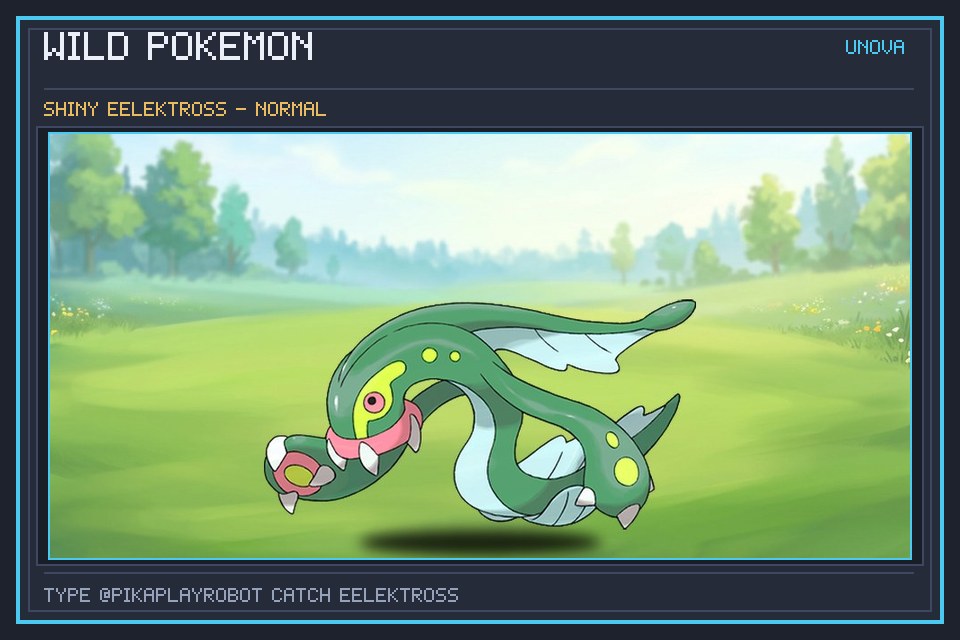 WILD POKEMON
UNOVA
SHINY EELEKTROSS - NORMAL
TYPE @PIKAPLAYROBOT CATCH EELEKTROSS